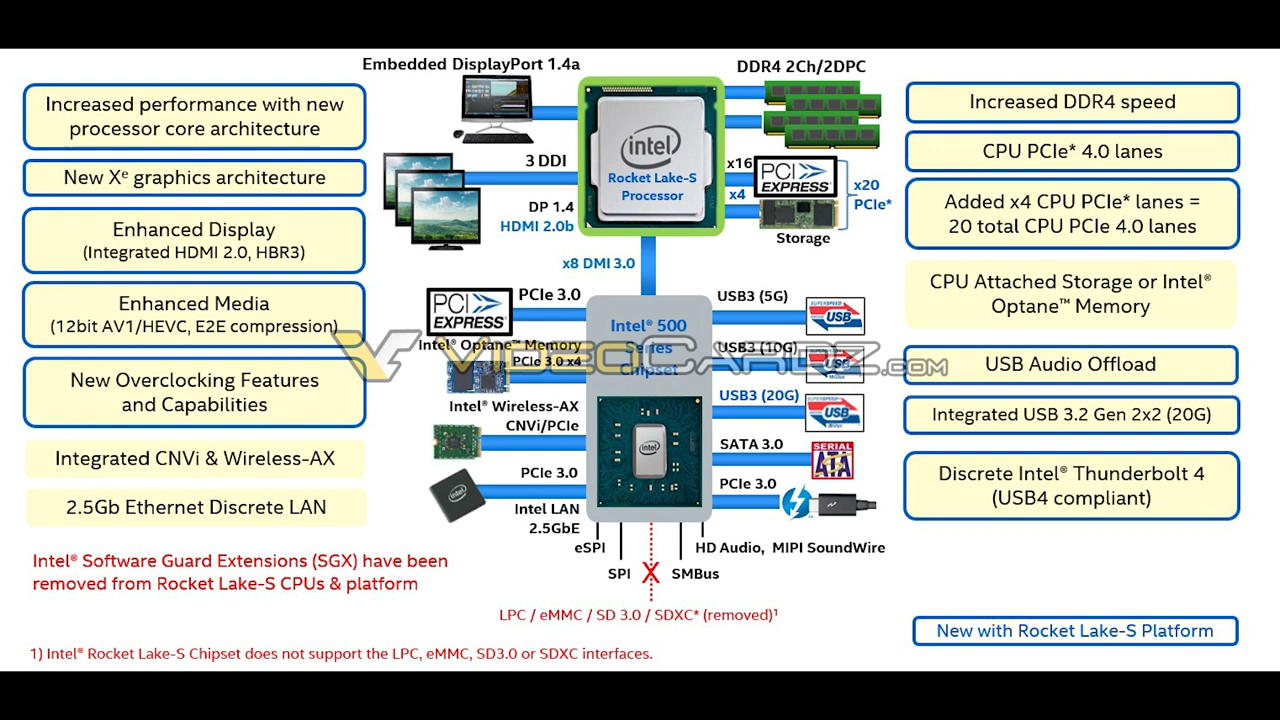 Embedded DisplayPort 1.4a
DDR4 2Ch/2DPC
Increased performance with new
processor core architecture
New Xᵉ graphics architecture
Enhanced Display
(Integrated HDMI 2.0, HBR3)
Enhanced Media
(12bit AV1/HEVC, E2E compression)
New Overclocking Features
and Capabilities
Integrated CNVi & Wireless-AX
2.5Gb Ethernet Discrete LAN
Intel® Software Guard Extensions (SGX) have been
removed from Rocket Lake-S CPUs & platform
3 DDI
DP 1.4
HDMI 2.0b
intel
Rocket Lake-S
Processor
x16
PCI
EXPRESS®
x4
x20
PCIe*
Storage
x8 DMI 3.0
PCIe 3.0
PCI
EXPRESS®
Intel® Optane™ Memory
PCIe 3.0 x4
Intel® Wireless-AX
CNVi/PCIe
PCIe 3.0
intel
Intel LAN
2.5GbE
Intel® 500
Series
Chipset
intel
USB3 (5G)
SUPERSPEED
USB
USB3 (10G)
USB
USB3 (20G)
USB
SATA 3.0
SERIAL
ATA
PCIe 3.0
eSPI
SPI
X
SMBus
HD Audio, MIPI SoundWire
LPC / eMMC / SD 3.0 / SDXC* (removed)¹
Increased DDR4 speed
CPU PCIe* 4.0 lanes
Added x4 CPU PCIe* lanes =
20 total CPU PCIe 4.0 lanes
CPU Attached Storage or Intel®
Optane™ Memory
USB Audio Offload
Integrated USB 3.2 Gen 2x2 (20G)
Discrete Intel® Thunderbolt 4
(USB4 compliant)
New with Rocket Lake-S Platform
1) Intel® Rocket Lake-S Chipset does not support the LPC, eMMC, SD3.0 or SDXC interfaces.
VIDEOCARDZ.COM